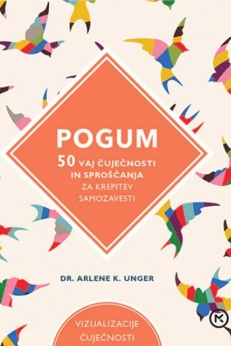 POGUM
50 VAJ ČUJEČNOSTI
IN SPROŠČANJA
ZA KREPITEV
SAMOZAVESTI
DR. ARLENE K. UNGER
VIZUALIZACIJE
ČUJEČNOSTI